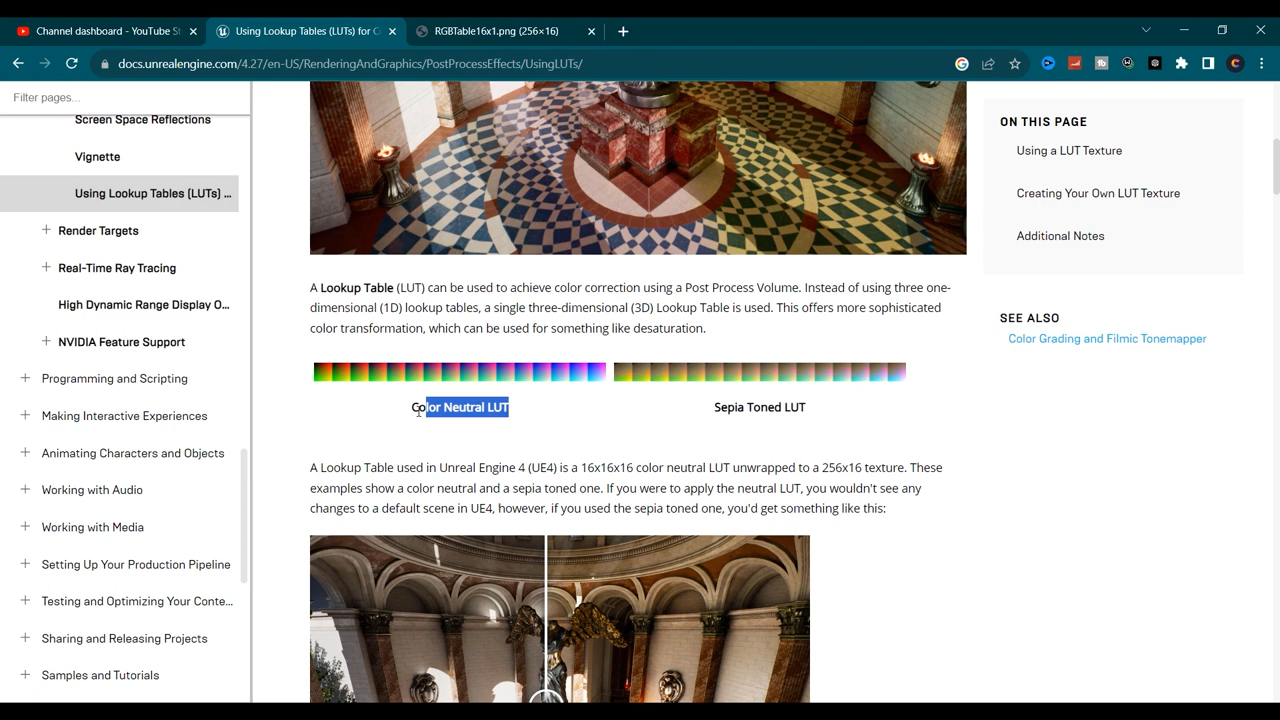 Channel dashboard - YouTube St
Using Lookup Tables (LUTs) for C
RGBTable16x1.png (256×16)
docs.unrealengine.com/4.27/en-US/RenderingAndGraphics/PostProcessEffects/UsingLUTs/
Filter pages...
Screen Space Reflections
Vignette
Using Lookup Tables (LUTs) ...
Render Targets
Real-Time Ray Tracing
High Dynamic Range Display O...
NVIDIA Feature Support
Programming and Scripting
Making Interactive Experiences
Animating Characters and Objects
Working with Audio
Working with Media
Setting Up Your Production Pipeline
Testing and Optimizing Your Conte...
Sharing and Releasing Projects
Samples and Tutorials
A Lookup Table (LUT) can be used to achieve color correction using a Post Process Volume. Instead of using three one-
dimensional (1D) lookup tables, a single three-dimensional (3D) Lookup Table is used. This offers more sophisticated
color transformation, which can be used for something like desaturation.
Color Neutral LUT
Sepia Toned LUT
A Lookup Table used in Unreal Engine 4 (UE4) is a 16x16x16 color neutral LUT unwrapped to a 256x16 texture. These
examples show a color neutral and a sepia toned one. If you were to apply the neutral LUT, you wouldn't see any
changes to a default scene in UE4, however, if you used the sepia toned one, you'd get something like this:
ON THIS PAGE
Using a LUT Texture
Creating Your Own LUT Texture
Additional Notes
SEE ALSO
Color Grading and Filmic Tonemapper